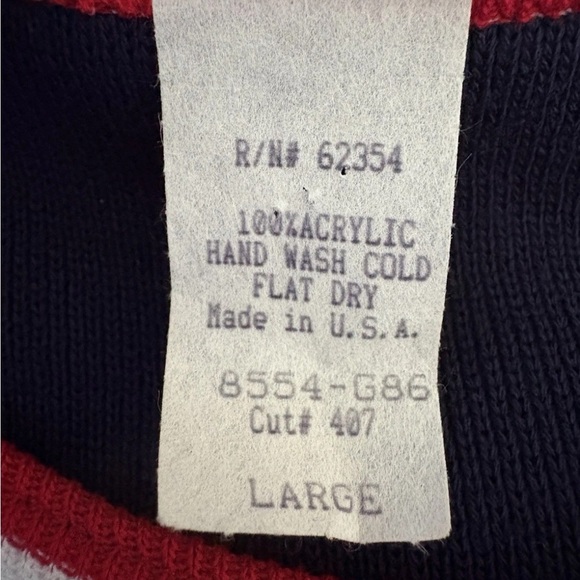 R/N# 62354
100%ACRYLIC
HAND WASH COLD
FLAT DRY
Made in U.S.A.
8554-G86
Cut# 407
LARGE